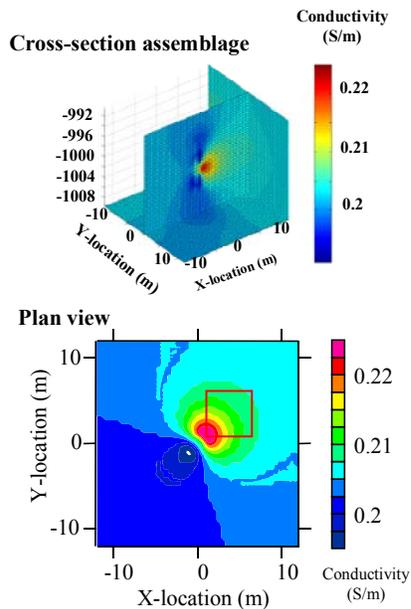 Conductivity
(S/m)
Cross-section assemblage
0.22
0.21
0.2
-992
-996
-1000
-1004
-1008
-10
0
10
Y-location (m)
-10
0
10
X-location (m)
Plan view
10
0
-10
Y-location (m)
-10
0
10
X-location (m)
0.22
0.21
0.2
Conductivity
(S/m)